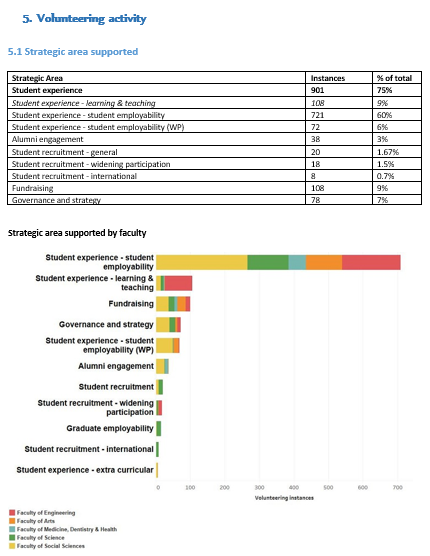 5. Volunteering activity
5.1 Strategic area supported
Strategic Area Instances % of total
Student experience 901 75%
Student experience - learning & teaching 108 9%
Student experience - student employability 721 60%
Student experience - student employability (WP) 72 6%
Alumni engagement 38 3%
Student recruitment - general 20 1.67%
Student recruitment - widening participation 18 1.5%
Student recruitment - international 8 0.7%
Fundraising 108 9%
Governance and strategy 78 7%
Strategic area supported by faculty
Student experience - student
employability
Student experience - learning &
teaching
Fundraising
Governance and strategy
Student experience - student
employability (WP)
Alumni engagement
Student recruitment
Student recruitment - widening
participation
Graduate employability
Student recruitment - international
Student experience - extra curricular
0 100 200 300 400 500 600 700
Volunteering instances
Faculty of Engineering
Faculty of Arts
Faculty of Medicine, Dentistry & Health
Faculty of Science
Faculty of Social Sciences